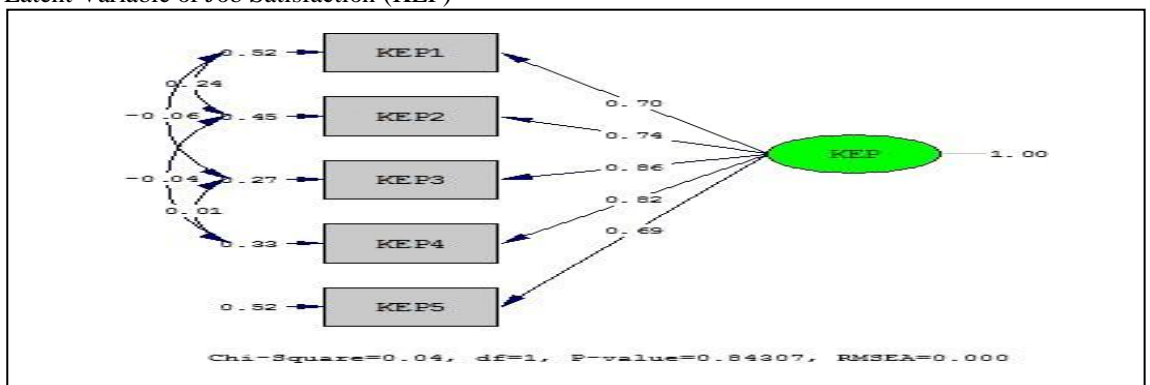 Latent Variable of Job Satisfaction (KEP)
0.52 KEP1
0.24
0.70
-0.06 0.45 KEP2
0.74
KEP 1.00
0.86
-0.04 0.27 KEP3
0.82
0.01
0.33 KEP4
0.69
0.52 KEP5
Chi-Square=0.04, df=1, P-value=0.84307, RMSEA=0.000